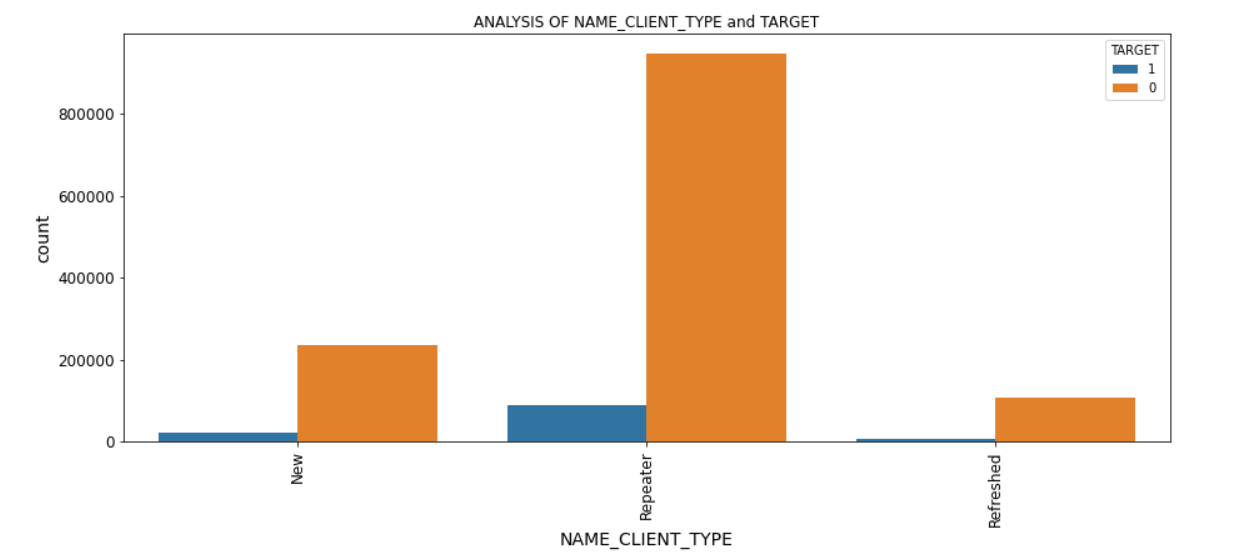 ANALYSIS OF NAME_CLIENT_TYPE and TARGET
TARGET
1
0
800000
600000
400000
200000
0
count
New
Repeater
Refreshed
NAME_CLIENT_TYPE